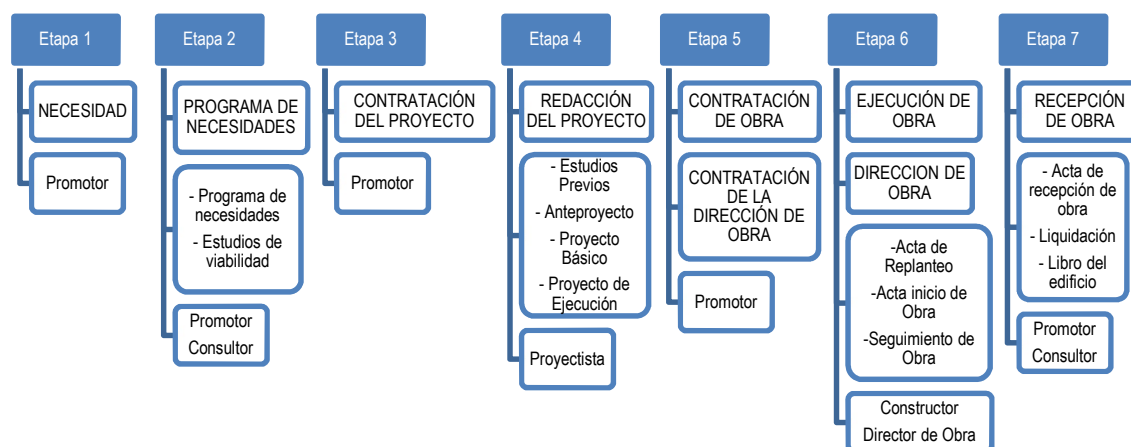 Etapa 1
NECESIDAD
Promotor
Etapa 2
PROGRAMA DE
NECESIDADES
- Programa de
necesidades
- Estudios de
viabilidad
Promotor
Consultor
Etapa 3
CONTRATACIÓN
DEL PROYECTO
Promotor
Etapa 4
REDACCIÓN
DEL PROYECTO
- Estudios
Previos
- Anteproyecto
- Proyecto
Básico
- Proyecto de
Ejecución
Proyectista
Etapa 5
CONTRATACIÓN
DE OBRA
CONTRATACIÓN
DE LA
DIRECCIÓN DE
OBRA
Promotor
Etapa 6
EJECUCIÓN DE
OBRA
DIRECCION DE
OBRA
-Acta de
Replanteo
-Acta inicio de
Obra
-Seguimiento de
Obra
Constructor
Director de Obra
Etapa 7
RECEPCIÓN
DE OBRA
- Acta de
recepción de
obra
- Liquidación
- Libro del
edificio
Promotor
Consultor